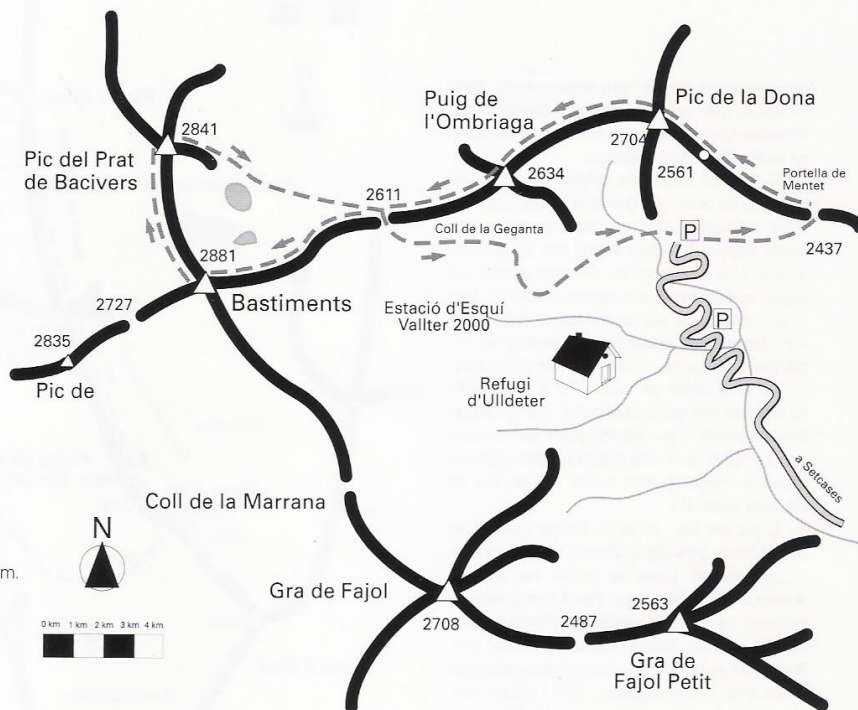 2841
Pic del Prat
de Bacivers
Puig de
l'Ombriaga
Pic de la Dona
2704
2561
2634
Portella de
Mentet
2611
Coll de la Geganta
P
2437
2881
2727
Bastiments
2835
Pic de
Estació d'Esquí
Vallter 2000
P
Refugi
d'Ulldeter
a Setcases
Coll de la Marrana
N
m.
0 km 1 km 2 km 3 km 4 km
Gra de Fajol
2708
2487
2563
Gra de
Fajol Petit